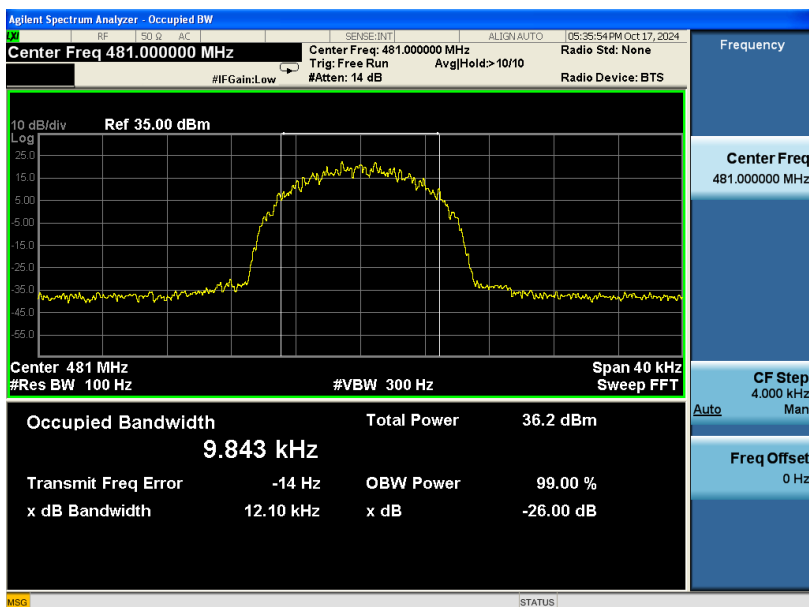 Agilent Spectrum Analyzer - Occupied BW
LXI RF 50 Ω AC SENSE:INT ALIGN AUTO 05:35:54 PM Oct 17, 2024
Center Freq 481.000000 MHz
Center Freq: 481.000000 MHz Radio Std: None
Trig: Free Run Avg|Hold:>10/10
#IFGain:Low #Atten: 14 dB Radio Device: BTS
10 dB/div Ref 35.00 dBm
Log
25.0
15.0
5.00
-5.00
-15.0
-25.0
-35.0
-45.0
-55.0
Center 481 MHz Span 40 kHz
#Res BW 100 Hz #VBW 300 Hz Sweep FFT
Occupied Bandwidth Total Power 36.2 dBm
9.843 kHz
Transmit Freq Error -14 Hz OBW Power 99.00 %
x dB Bandwidth 12.10 kHz x dB -26.00 dB
Frequency
Center Freq
481.000000 MHz
CF Step
4.000 kHz
Auto Man
Freq Offset
0 Hz
MSG STATUS